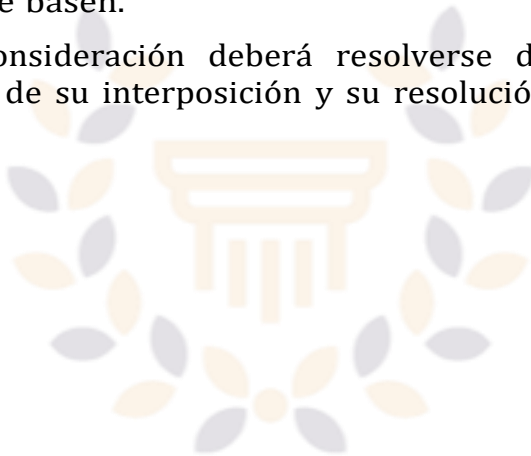 e basen.
onsideración deberá resolverse d
de su interposición y su resolució